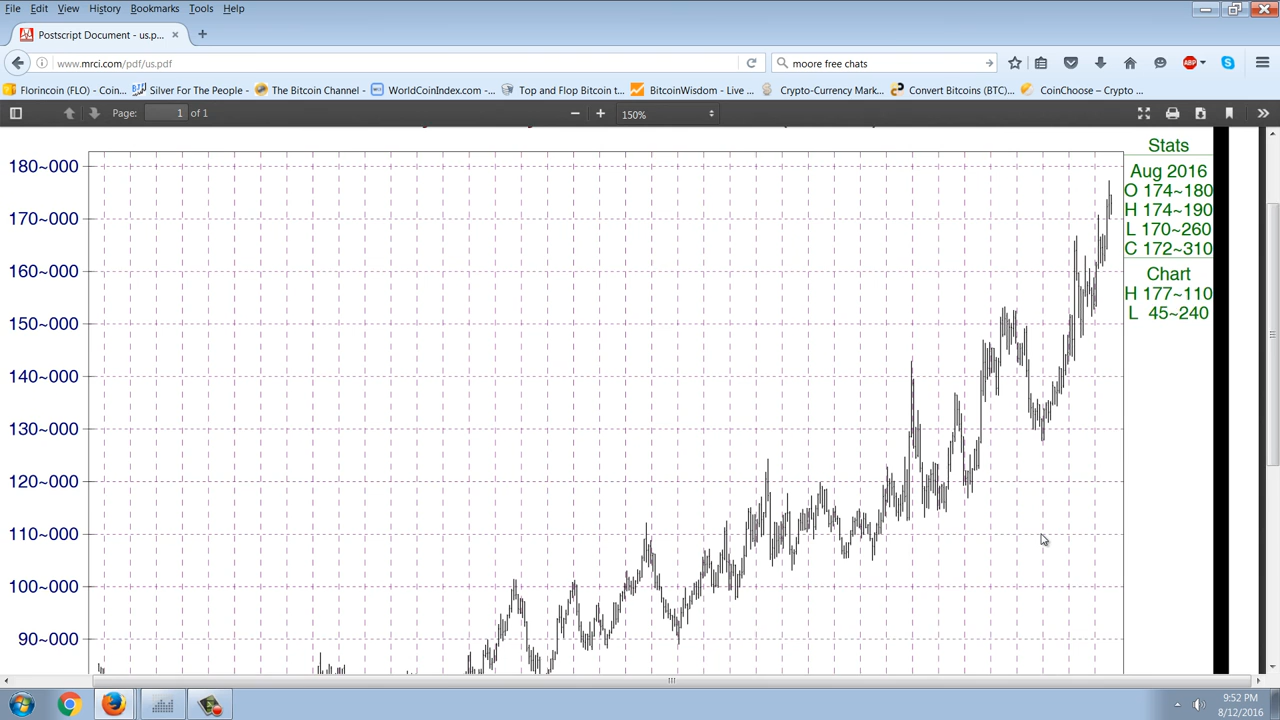 File Edit View History Bookmarks Tools Help
Postscript Document - us.p...
www.mrci.com/pdf/us.pdf
moore free chats
Florincoin (FLO) - Coin...
Silver For The People - ...
The Bitcoin Channel - ...
WorldCoinIndex.com -...
Top and Flop Bitcoin t...
BitcoinWisdom - Live ...
Crypto-Currency Mark...
Convert Bitcoins (BTC)...
CoinChoose – Crypto ...
ABP
Page: 1 of 1
150%
180~000
170~000
160~000
150~000
140~000
130~000
120~000
110~000
100~000
90~000
Stats
Aug 2016
O 174~180
H 174~190
L 170~260
C 172~310
Chart
H 177~110
L 45~240
9:52 PM
8/12/2016